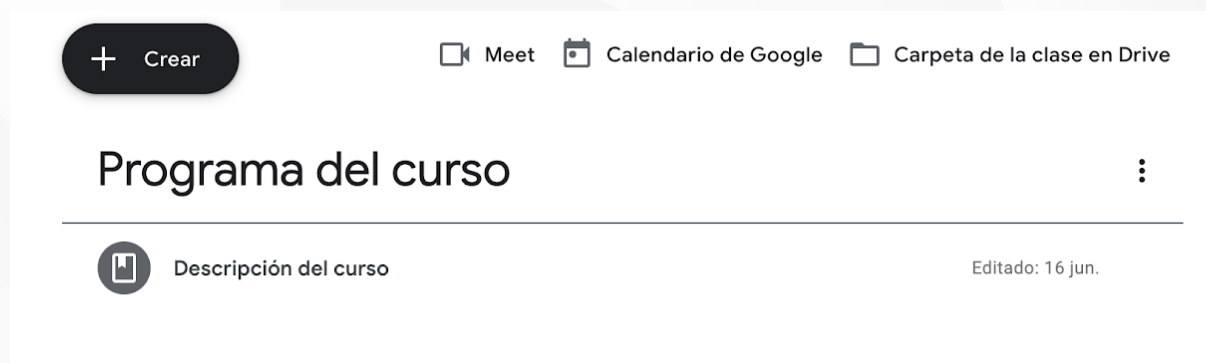 Crear
Meet
Calendario de Google
Carpeta de la clase en Drive
Programa del curso
Descripción del curso
Editado: 16 jun.